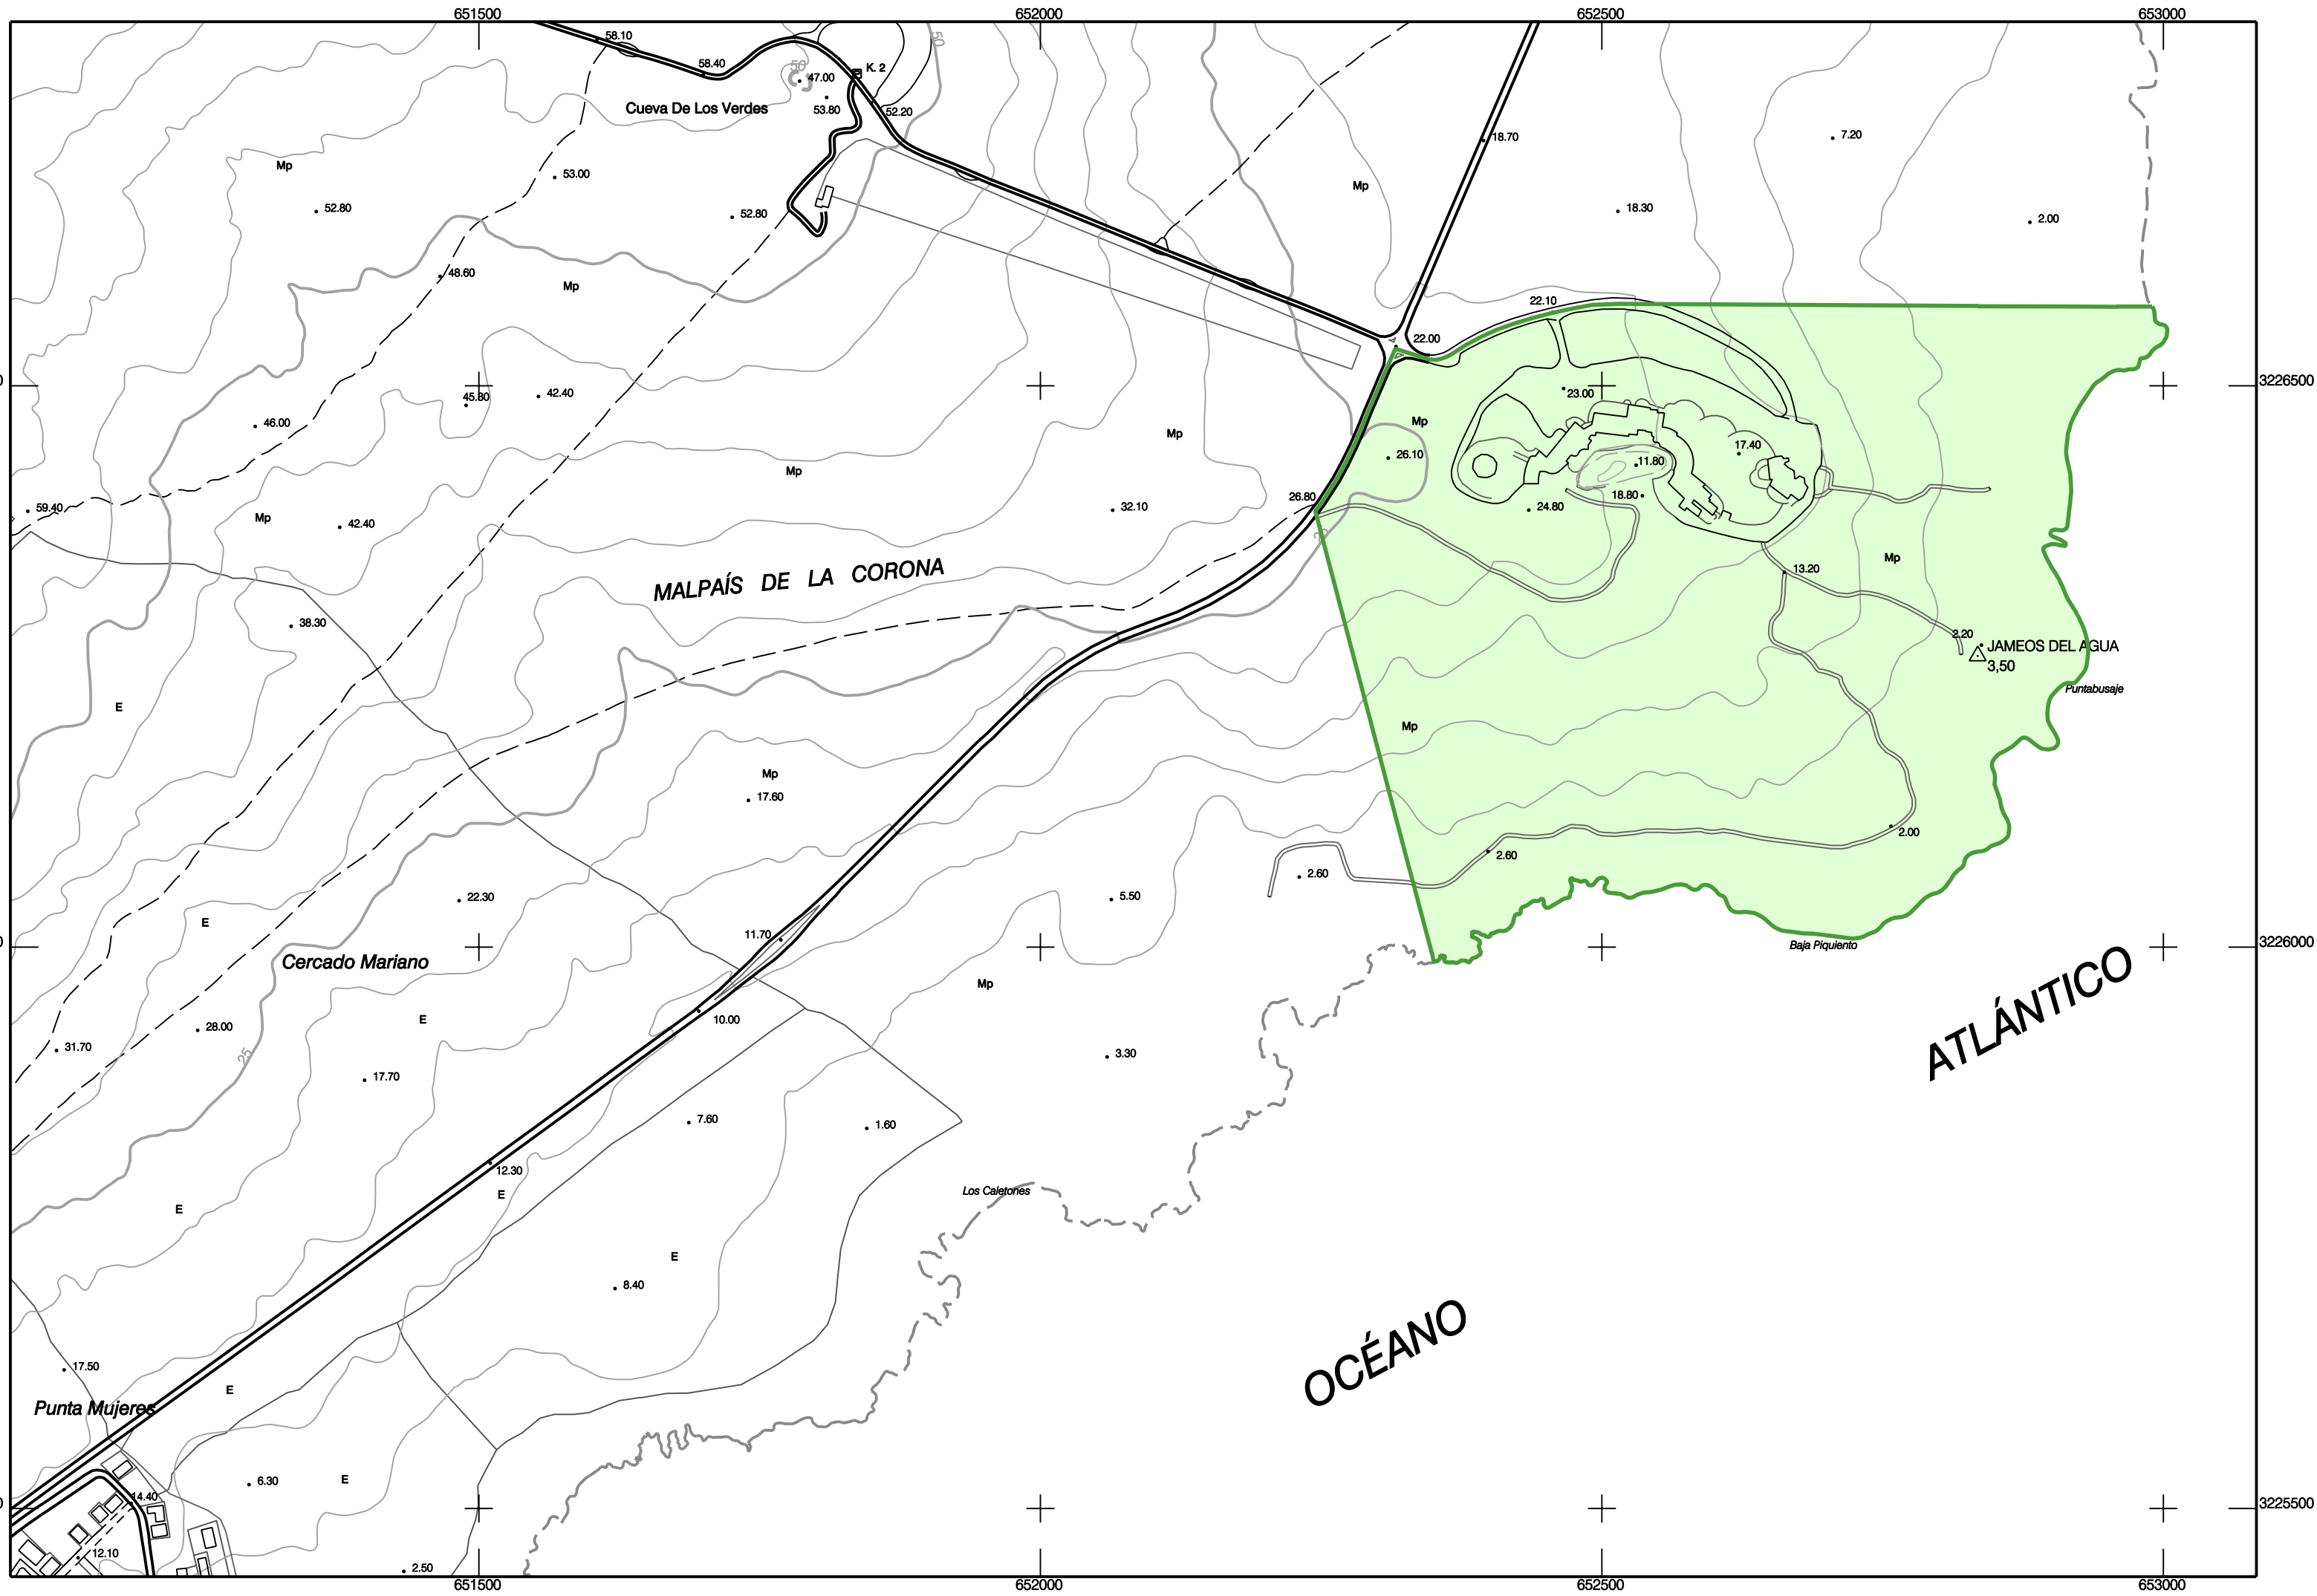 651500 652000 652500 653000
58.10
58.40
50
50
47.00
K. 2
Cueva De Los Verdes
53.80
52.20
18.70
7.20
Mp
53.00
Mp
52.80
52.80
18.30
2.00
48.60
Mp
22.10
22.00
3226500
45.80
42.40
23.00
46.00
Mp
Mp
17.40
Mp
26.10
11.80
26.80
18.80
59.40
Mp
42.40
32.10
24.80
25
Mp
MALPAÍS DE LA CORONA
13.20
38.30
2.20
JAMEOS DEL AGUA
3,50
Puntabusaje
E
Mp
Mp
17.60
2.00
2.60
2.60
22.30
5.50
E
11.70
Baja Piquiento
3226000
Cercado Mariano
Mp
ATLÁNTICO
E
10.00
28.00
31.70
25
3.30
17.70
7.60
1.60
12.30
E
Los Caletones
E
E
8.40
OCÉANO
17.50
E
Punta Mujeres
6.30
E
14.40
3225500
12.10
2.50
651500 652000 652500 653000